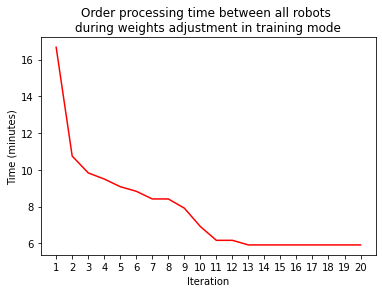 Order processing time between all robots
during weights adjustment in training mode
16
14
12
10
8
6
Time (minutes)
1 2 3 4 5 6 7 8 9 10 11 12 13 14 15 16 17 18 19 20
Iteration